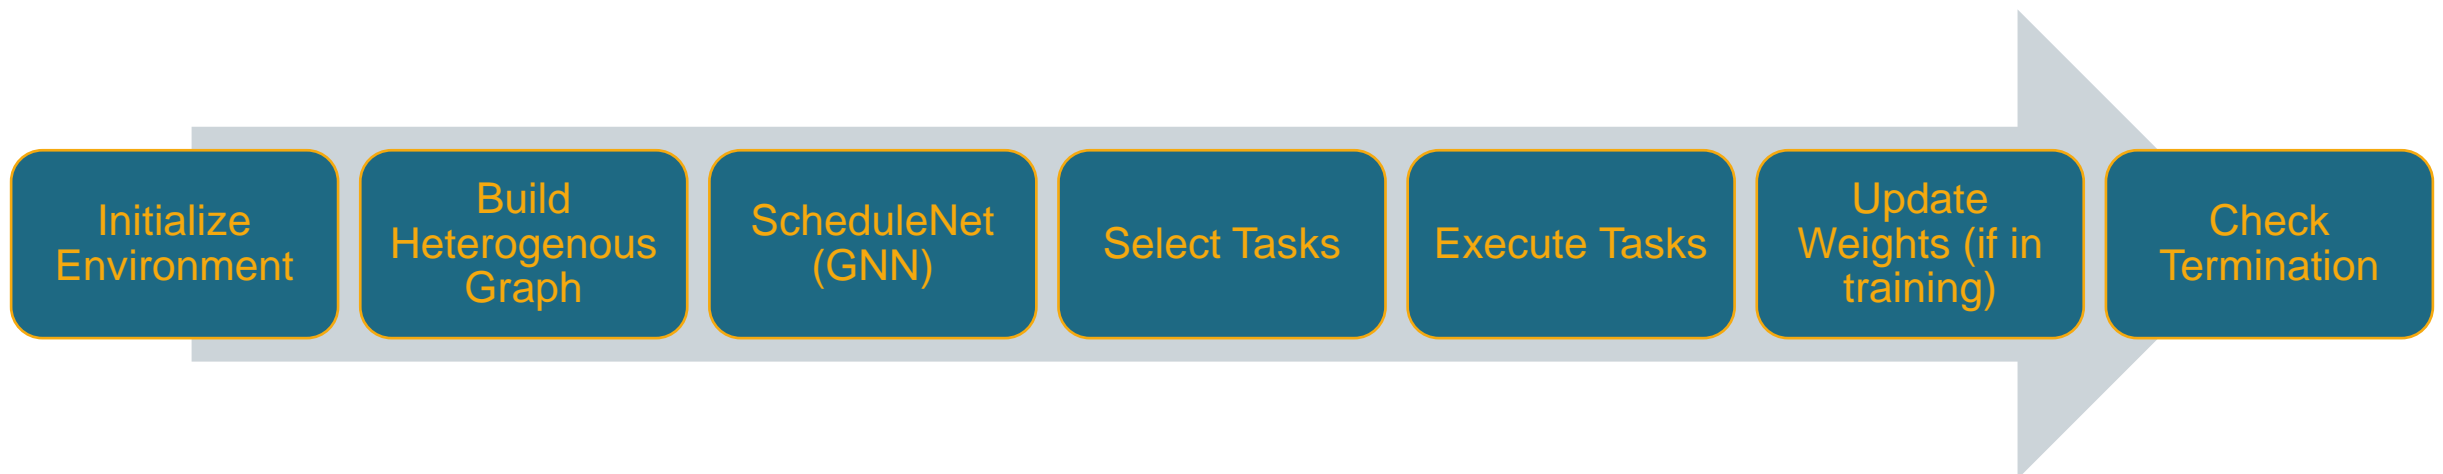 Initialize
Environment
Build
Heterogenous
Graph
ScheduleNet
(GNN)
Select Tasks
Execute Tasks
Update
Weights (if in
training)
Check
Termination